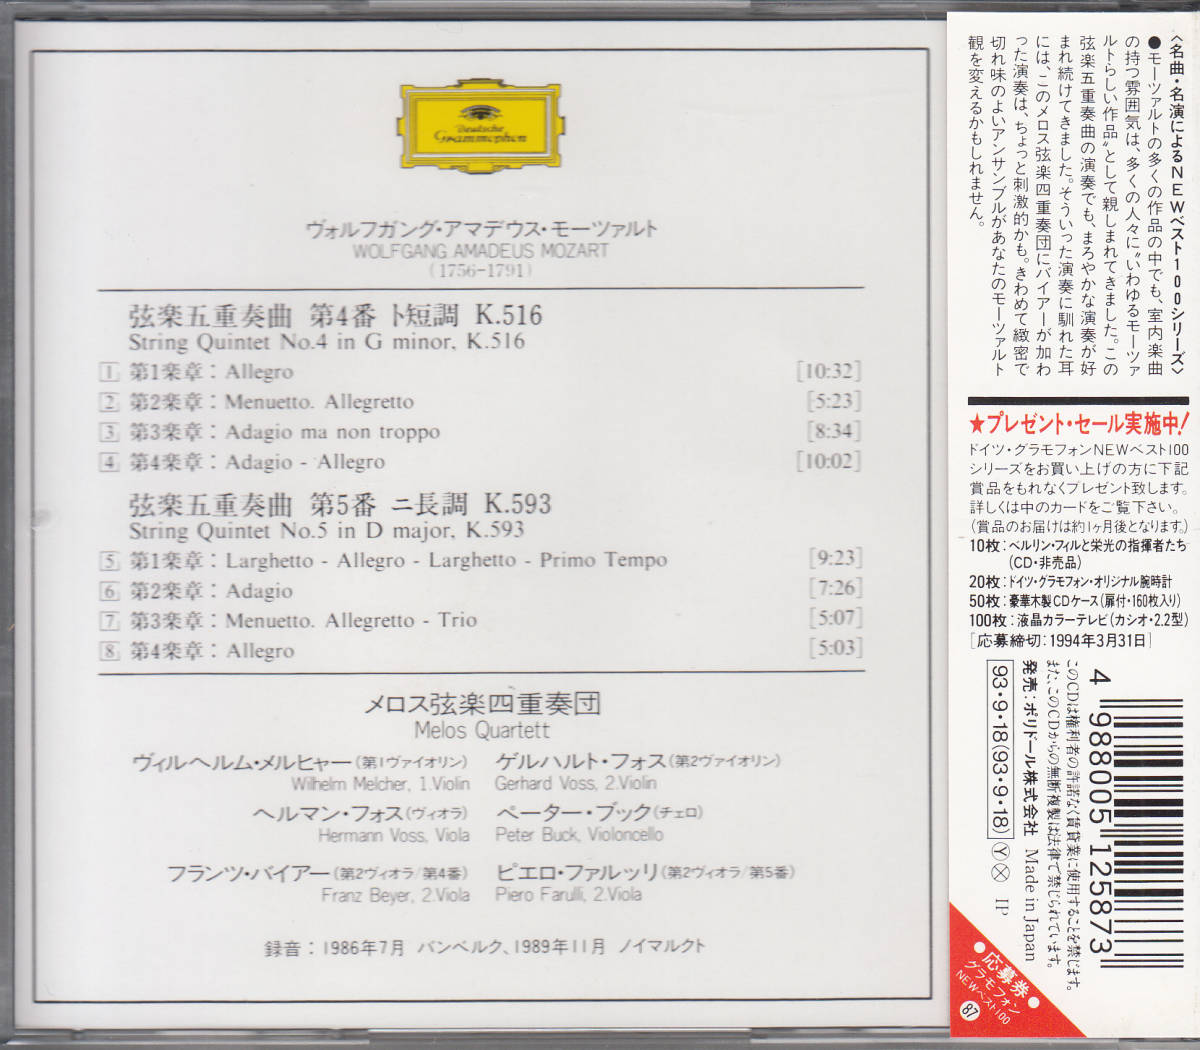 Deutsche
Grammophon
ヴォルフガング・アマデウス・モーツァルト
WOLFGANG AMADEUS MOZART
(1756-1791)
弦楽五重奏曲 第4番 ト短調 K.516
String Quintet No.4 in G minor, K.516
1 第1楽章：Allegro [10:32]
2 第2楽章：Menuetto. Allegretto [5:23]
3 第3楽章：Adagio ma non troppo [8:34]
4 第4楽章：Adagio - Allegro [10:02]
弦楽五重奏曲 第5番 ニ長調 K.593
String Quintet No.5 in D major, K.593
5 第1楽章：Larghetto - Allegro - Larghetto - Primo Tempo [9:23]
6 第2楽章：Adagio [7:26]
7 第3楽章：Menuetto. Allegretto - Trio [5:07]
8 第4楽章：Allegro [5:03]
メロス弦楽四重奏団
Melos Quartett
ヴィルヘルム・メルヒャー(第1ヴァイオリン) ゲルハルト・フォス(第2ヴァイオリン)
Wilhelm Melcher, 1.Violin Gerhard Voss, 2.Violin
ヘルマン・フォス(ヴィオラ) ペーター・ブック(チェロ)
Hermann Voss, Viola Peter Buck, Violoncello
フランツ・バイアー(第2ヴィオラ/第4番) ピエロ・ファルッリ(第2ヴィオラ/第5番)
Franz Beyer, 2.Viola Piero Farulli, 2.Viola
録音：1986年7月 バンベルク、1989年11月 ノイマルクト
〈名曲・名演によるNEWベスト100シリーズ〉
●モーツァルトの多くの作品の中でも、室内楽曲
の持つ雰囲気は、多くの人々に"いわゆるモーツァ
ルトらしい作品"として親しまれてきました。この
弦楽五重奏曲の演奏でも、まろやかな演奏が好
まれ続けてきました。そういった演奏に馴れた耳
には、このメロス弦楽四重奏団にバイアーが加わ
った演奏は、ちょっと刺激的かも。きわめて緻密で
切れ味のよいアンサンブルがあなたのモーツァルト
観を変えるかもしれません。
★プレゼント・セール実施中!
ドイツ・グラモフォンNEWベスト100
シリーズをお買い上げの方に下記
賞品をもれなくプレゼント致します。
詳しくは中のカードをご覧下さい。
(賞品のお届けは約1ヶ月後となります。)
10枚：ベルリン・フィルと栄光の指揮者たち
(CD・非売品)
20枚：ドイツ・グラモフォン・オリジナル腕時計
50枚：豪華木製CDケース(扉付・160枚入り)
100枚：液晶カラーテレビ(カシオ・2.2型)
[応募締切：1994年3月31日]
4 988005 125873
このCDは権利者の許諾なく賃貸業に使用することを禁じます。
また、このCDからの無断複製は法律で禁じられています。
発売：ポリドール株式会社 Made in Japan
93・9・18(93・9・18) Ⓨ IP
●応募券●
グラモフォン
NEWベスト100
87